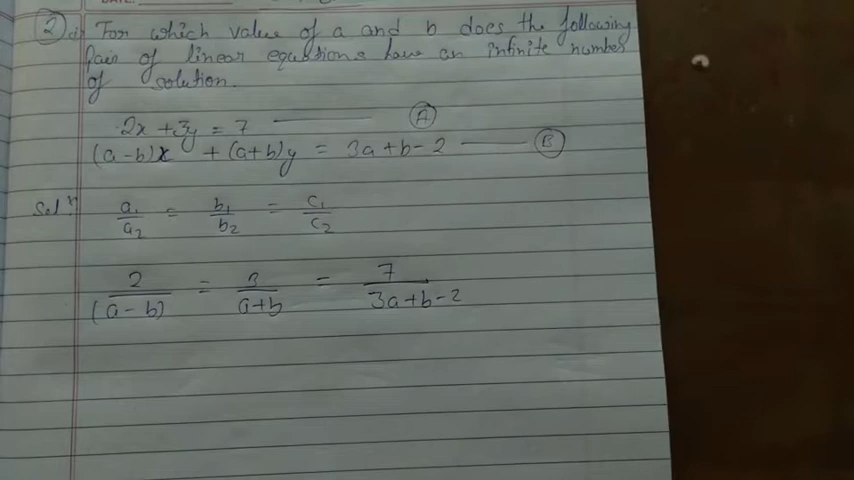 ② i) For which value of a and b does the following
Pair of linear equations have an infinite number
of solution.
2x + 3y = 7 ——— Ⓐ
(a-b)x + (a+b)y = 3a+b-2 ——— Ⓑ
Solⁿ a₁/a₂ = b₁/b₂ = c₁/c₂
2/(a-b) = 3/a+b = 7/3a+b-2